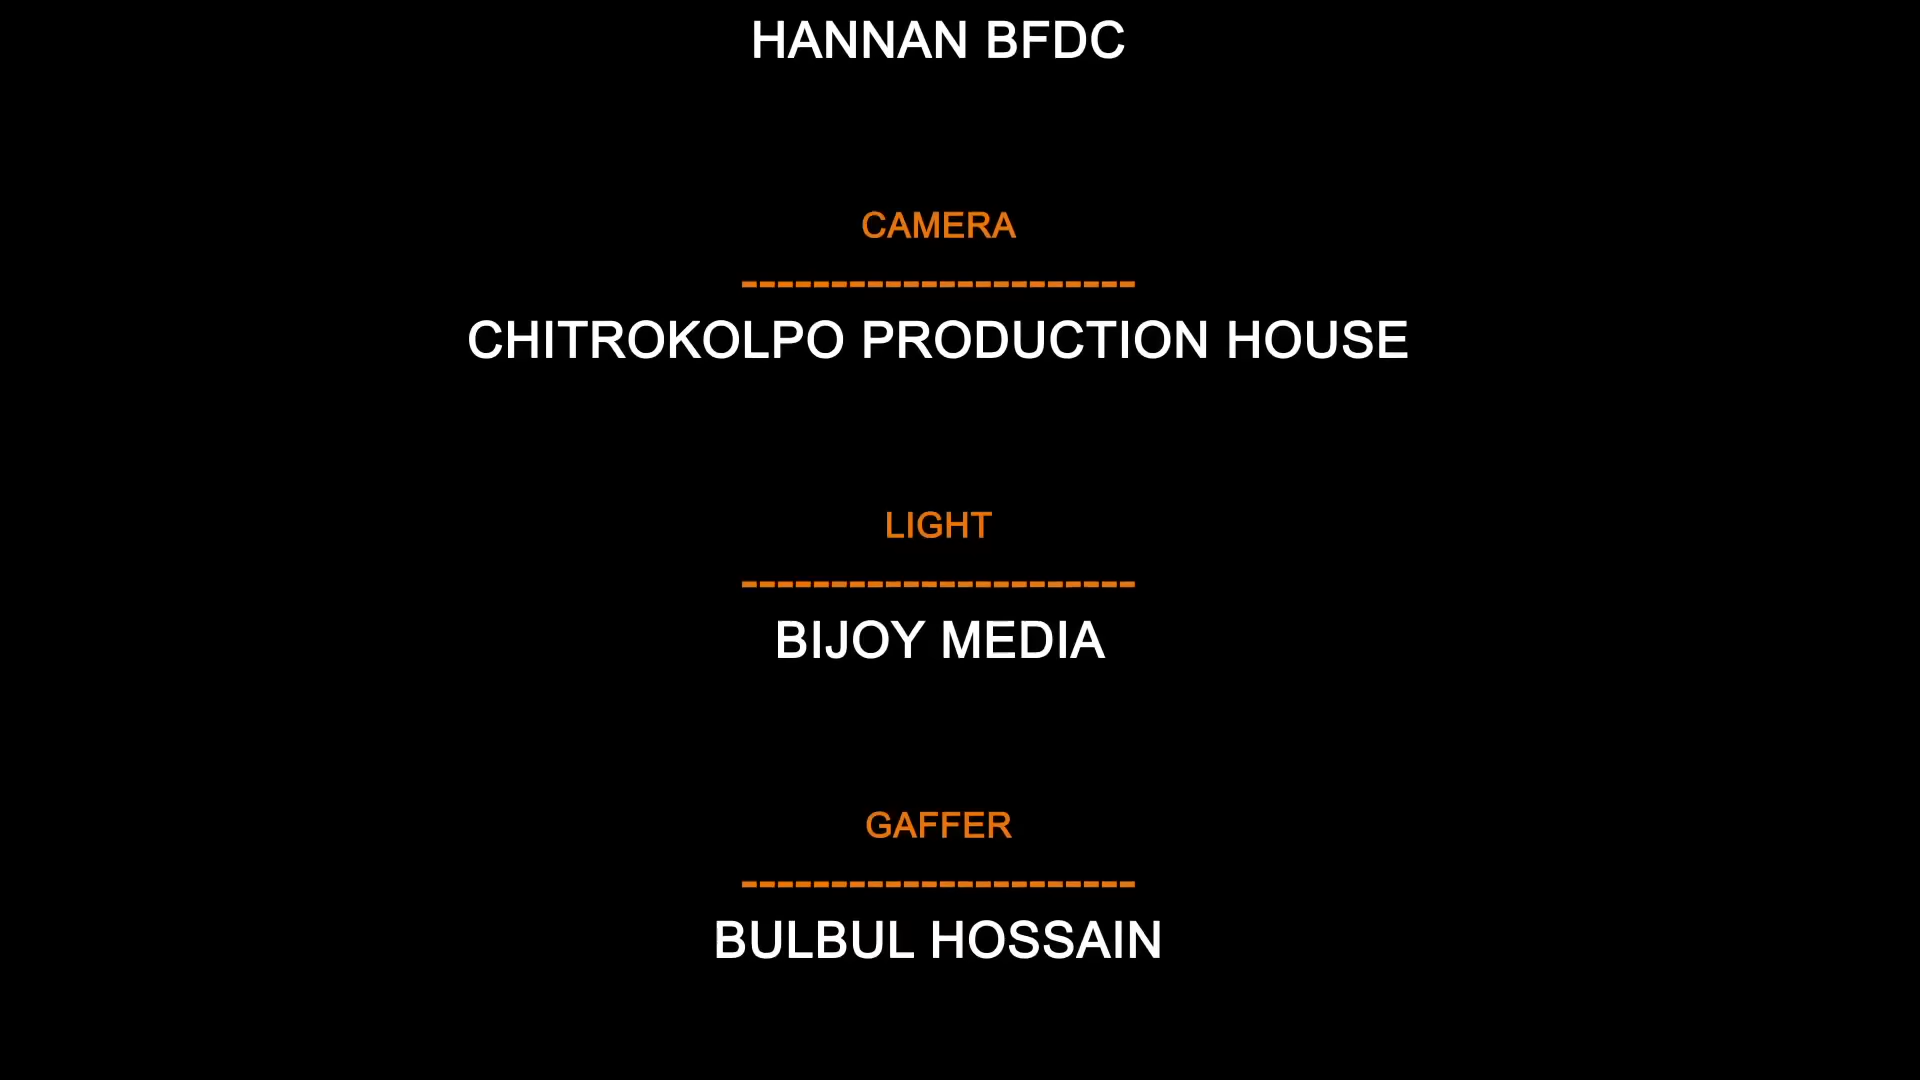 HANNAN BFDC
CAMERA
----------------------
CHITROKOLPO PRODUCTION HOUSE
LIGHT
----------------------
BIJOY MEDIA
GAFFER
----------------------
BULBUL HOSSAIN